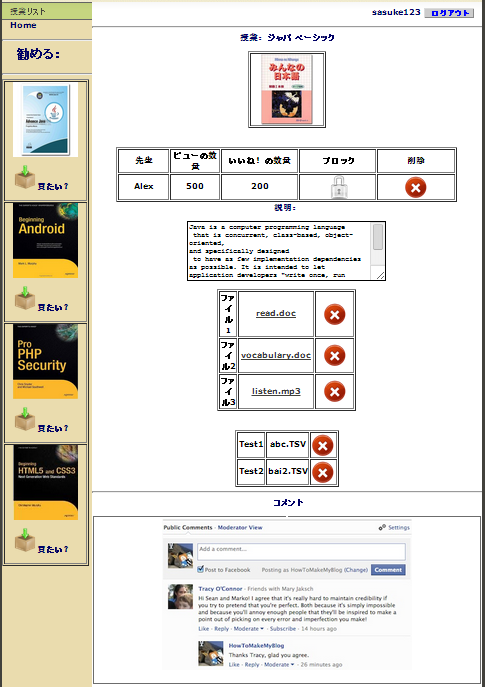 授業リスト
Home
勧める:
見たい?
Beginning
Android
見たい?
Pro
PHP
Security
見たい?
Beginning
HTML5 and CSS3
Next Generation Web Standards
見たい?
sasuke123 ログアウト
授業: ジャバ ベーシック
みんなの
日本語
先生 ビューの数量 いいね! の数量 ブロック 削除
Alex 500 200
説明:
Java is a computer programming language
that is concurrent, class-based, object-
oriented,
and specifically designed
to have as few implementation dependencies
as possible. It is intended to let
application developers "write once, run
ファイル1 read.doc
ファイル2 vocabulary.doc
ファイル3 listen.mp3
Test1 abc.TSV
Test2 bai2.TSV
コメント
Public Comments · Moderator View Settings
Add a comment...
Post to Facebook Posting as HowToMakeMyBlog (Change) Comment
Tracy O'Connor · Friends with Mary Jaksch
Hi Sean and Marko! I agree that it's really hard to maintain credibility if
you try to pretend that you're perfect. Both because it's simply impossible
and because you'll annoy enough people that they'll be inspired to make a
point out of picking on every error and imperfection you make!
Like · Reply · Moderate · Subscribe · 14 hours ago
HowToMakeMyBlog
Thanks Tracy, glad you agree.
Like · Reply · Moderate · 26 minutes ago